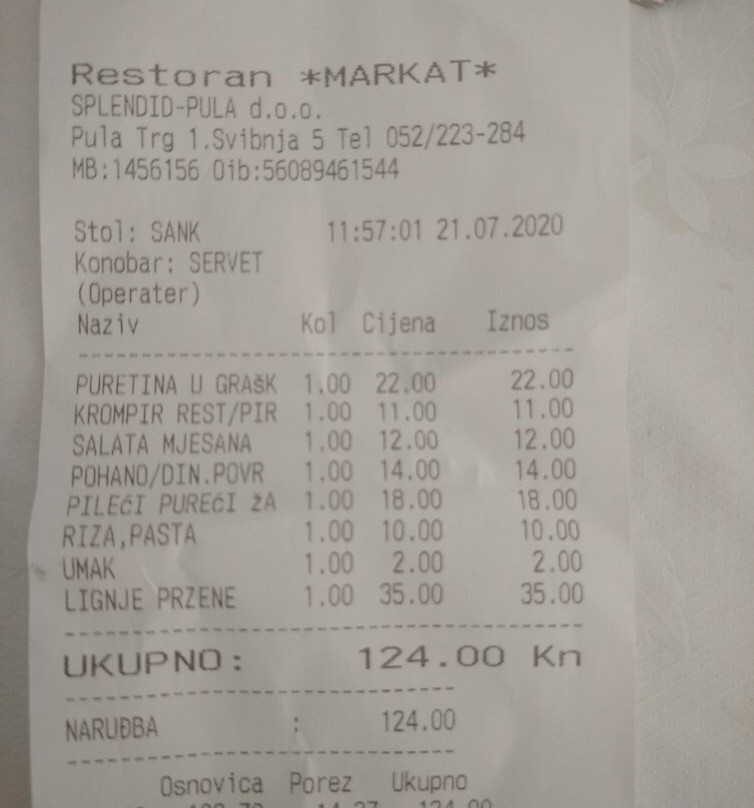 Restoran *MARKAT*
SPLENDID-PULA d.o.o.
Pula Trg 1.Svibnja 5 Tel 052/223-284
MB:1456156 Oib:56089461544
Stol: SANK 11:57:01 21.07.2020
Konobar: SERVET
(Operater)
Naziv Kol Cijena Iznos
PURETINA U GRAšK 1.00 22.00 22.00
KROMPIR REST/PIR 1.00 11.00 11.00
SALATA MJESANA 1.00 12.00 12.00
POHANO/DIN.POVR 1.00 14.00 14.00
PILEćI PUREćI žA 1.00 18.00 18.00
RIZA,PASTA 1.00 10.00 10.00
UMAK 1.00 2.00 2.00
LIGNJE PRZENE 1.00 35.00 35.00
UKUPNO: 124.00 Kn
NARUĐBA : 124.00
Osnovica Porez Ukupno